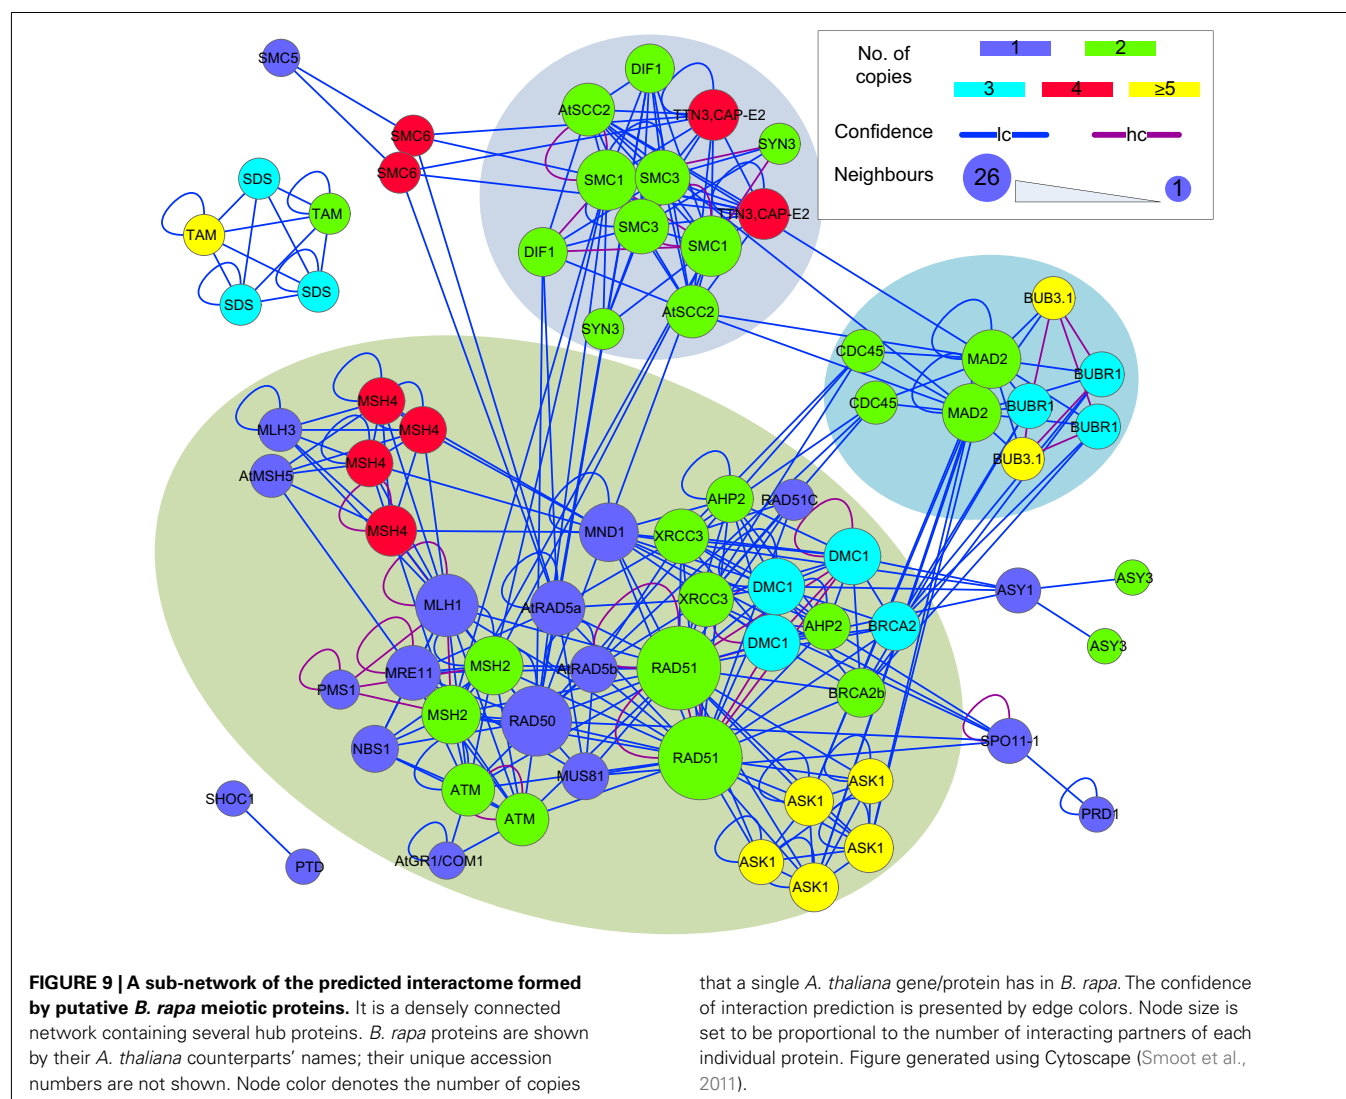 No. of copies
1
2
3
4
≥5
Confidence
lc
hc
Neighbours
26
1
SMC5
SMC6
SMC6
DIF1
AtSCC2
TTN3,CAP-E2
SYN3
SMC1
SMC3
TTN3,CAP-E2
SMC3
SMC1
DIF1
AtSCC2
SYN3
SDS
TAM
TAM
SDS
SDS
BUB3.1
CDC45
MAD2
BUBR1
CDC45
MAD2
BUBR1
BUBR1
BUB3.1
MSH4
MLH3
MSH4
MSH4
AtMSH5
MSH4
MND1
AHP2
RAD51C
XRCC3
DMC1
MLH1
AtRAD5a
XRCC3
DMC1
AHP2
BRCA2
DMC1
ASY1
ASY3
ASY3
MRE11
MSH2
AtRAD5b
RAD51
PMS1
BRCA2b
MSH2
RAD50
NBS1
RAD51
SPO11-1
MUS81
ATM
ATM
ASK1
ASK1
PRD1
SHOC1
PTD
AtGR1/COM1
ASK1
ASK1
ASK1
FIGURE 9 | A sub-network of the predicted interactome formed
by putative B. rapa meiotic proteins. It is a densely connected
network containing several hub proteins. B. rapa proteins are shown
by their A. thaliana counterparts' names; their unique accession
numbers are not shown. Node color denotes the number of copies
that a single A. thaliana gene/protein has in B. rapa. The confidence
of interaction prediction is presented by edge colors. Node size is
set to be proportional to the number of interacting partners of each
individual protein. Figure generated using Cytoscape (Smoot et al.,
2011).